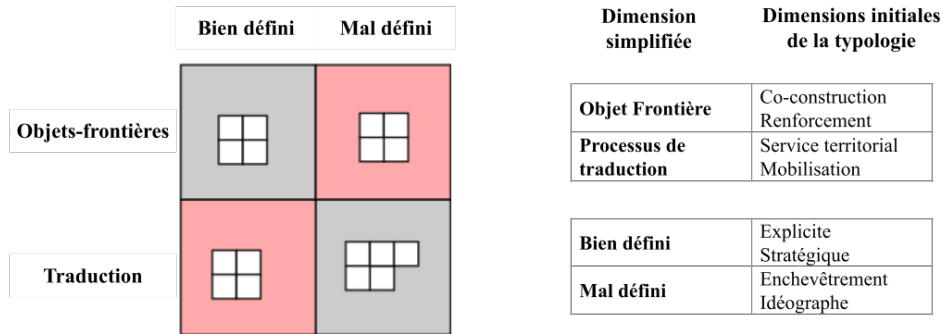 Bien défini
Mal défini
Objets-frontières
Traduction
Dimension
simplifiée
Dimensions initiales
de la typologie
Objet Frontière
Co-construction
Renforcement
Processus de
traduction
Service territorial
Mobilisation
Bien défini
Explicite
Stratégique
Mal défini
Enchevêtrement
Idéographe